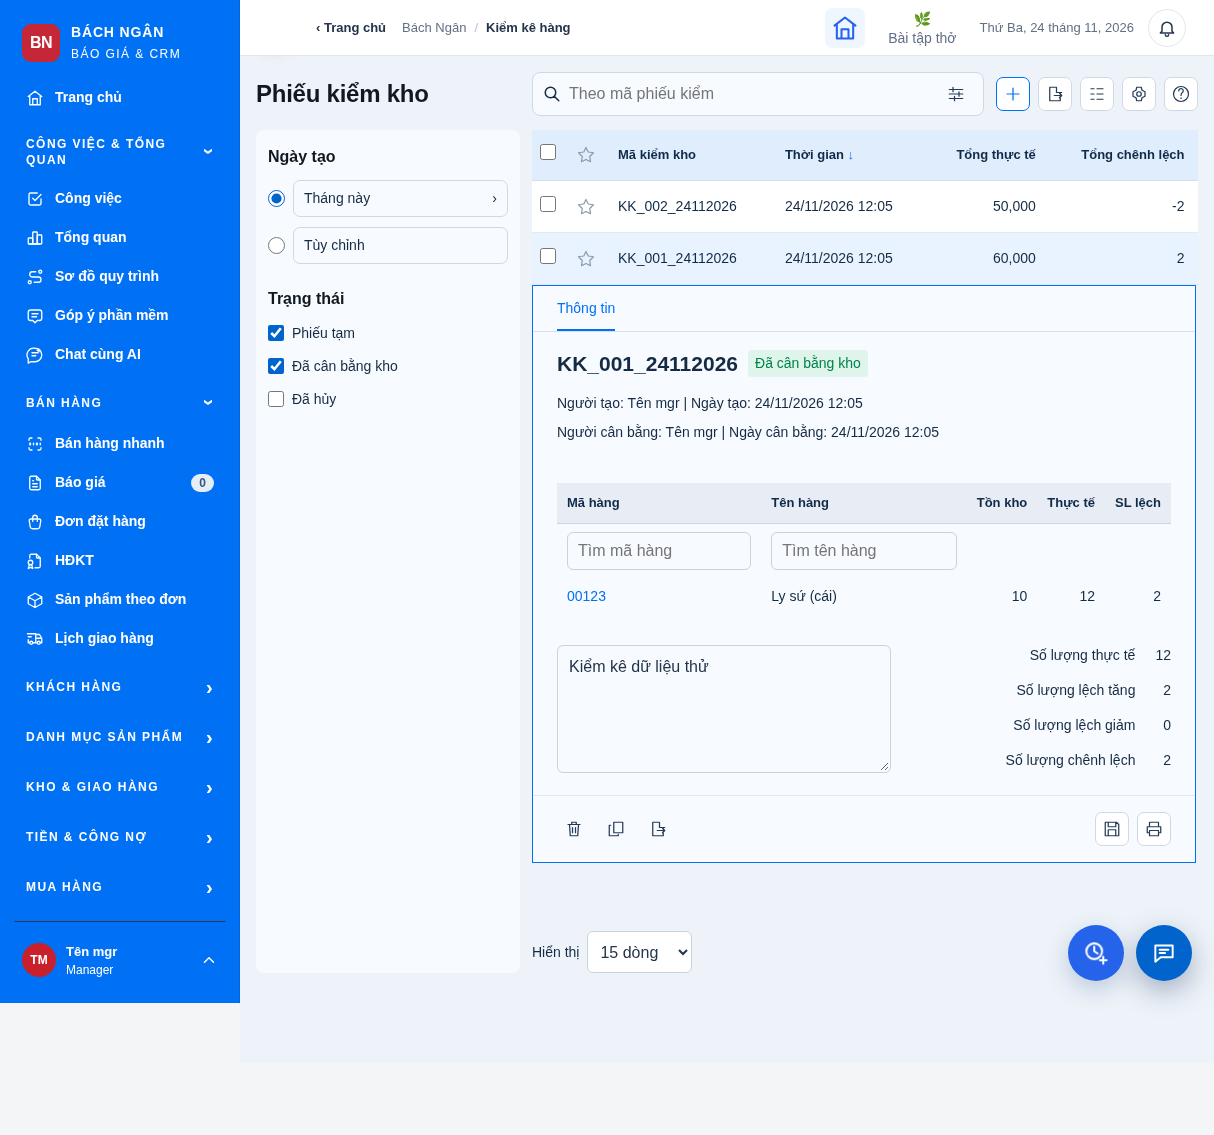 BN
BÁCH NGÂN
BÁO GIÁ & CRM
Trang chủ
CÔNG VIỆC & TỔNG QUAN
Công việc
Tổng quan
Sơ đồ quy trình
Góp ý phần mềm
Chat cùng AI
BÁN HÀNG
Bán hàng nhanh
Báo giá 0
Đơn đặt hàng
HĐKT
Sản phẩm theo đơn
Lịch giao hàng
KHÁCH HÀNG
DANH MỤC SẢN PHẨM
KHO & GIAO HÀNG
TIỀN & CÔNG NỢ
MUA HÀNG
TM
Tên mgr
Manager
‹ Trang chủ Bách Ngân / Kiểm kê hàng
Bài tập thở
Thứ Ba, 24 tháng 11, 2026
Phiếu kiểm kho
Theo mã phiếu kiểm
Ngày tạo
Tháng này ›
Tùy chỉnh
Trạng thái
Phiếu tạm
Đã cân bằng kho
Đã hủy
Mã kiểm kho Thời gian ↓ Tổng thực tế Tổng chênh lệch
KK_002_24112026 24/11/2026 12:05 50,000 -2
KK_001_24112026 24/11/2026 12:05 60,000 2
Thông tin
KK_001_24112026 Đã cân bằng kho
Người tạo: Tên mgr | Ngày tạo: 24/11/2026 12:05
Người cân bằng: Tên mgr | Ngày cân bằng: 24/11/2026 12:05
Mã hàng Tên hàng Tồn kho Thực tế SL lệch
Tìm mã hàng Tìm tên hàng
00123 Ly sứ (cái) 10 12 2
Kiểm kê dữ liệu thử
Số lượng thực tế 12
Số lượng lệch tăng 2
Số lượng lệch giảm 0
Số lượng chênh lệch 2
Hiển thị 15 dòng